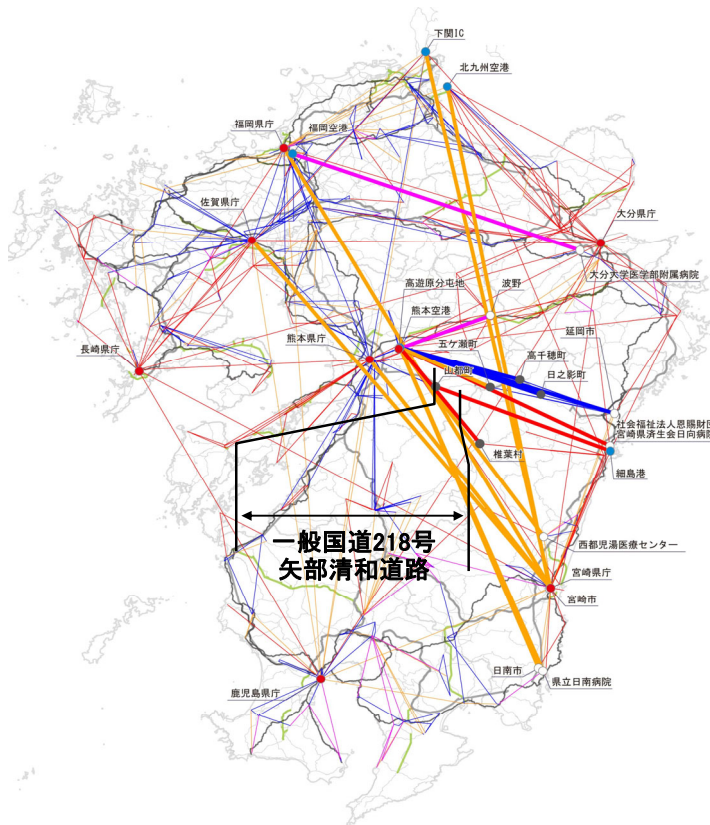 下関IC
北九州空港
福岡県庁
福岡空港
佐賀県庁
大分県庁
大分大学医学部附属病院
高遊原分屯地
波野
熊本空港
延岡市
熊本県庁
五ケ瀬町
高千穂町
長崎県庁
山都町
日之影町
社会福祉法人恩賜財団
宮崎県済生会日向病院
椎葉村
細島港
一般国道218号
矢部清和道路
西都児湯医療センター
宮崎県庁
宮崎市
日南市
県立日南病院
鹿児島県庁